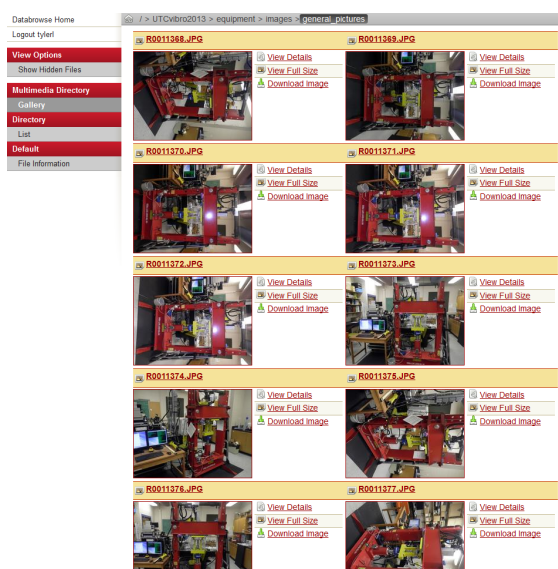 Databrowse Home
Logout tylerl
View Options
Show Hidden Files
Multimedia Directory
Gallery
Directory
List
Default
File Information
/ > UTCvibro2013 > equipment > images > general_pictures
R0011368.JPG
View Details
View Full Size
Download Image
R0011369.JPG
View Details
View Full Size
Download Image
R0011370.JPG
View Details
View Full Size
Download Image
R0011371.JPG
View Details
View Full Size
Download Image
R0011372.JPG
View Details
View Full Size
Download Image
R0011373.JPG
View Details
View Full Size
Download Image
R0011374.JPG
View Details
View Full Size
Download Image
R0011375.JPG
View Details
View Full Size
Download Image
R0011376.JPG
View Details
View Full Size
Download Image
R0011377.JPG
View Details
View Full Size
Download Image